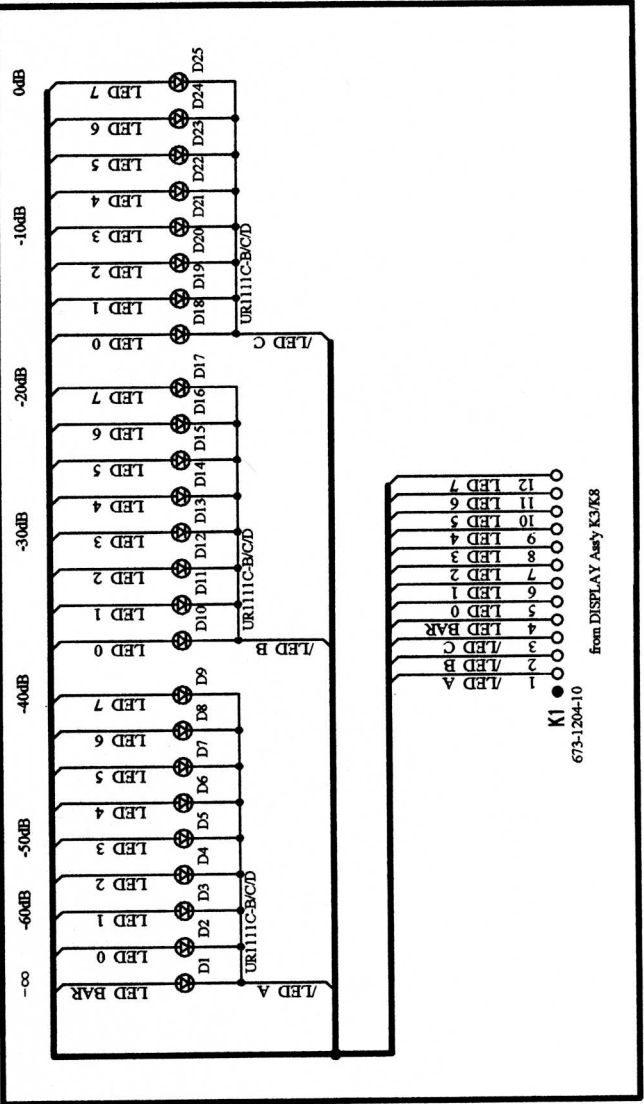 0dB
-10dB
-20dB
-30dB
-40dB
-50dB
-60dB
-∞
LED 7
LED 6
LED 5
LED 4
LED 3
LED 2
LED 1
LED 0
D25
D24
D23
D22
D21
D20
D19
D18
UR1111C-B/C/D
/LED C
LED 7
LED 6
LED 5
LED 4
LED 3
LED 2
LED 1
LED 0
D17
D16
D15
D14
D13
D12
D11
D10
UR1111C-B/C/D
/LED B
LED 7
LED 6
LED 5
LED 4
LED 3
LED 2
LED 1
LED 0
LED BAR
D9
D8
D7
D6
D5
D4
D3
D2
D1
UR1111C-B/C/D
/LED A
12 LED 7
11 LED 6
10 LED 5
9 LED 4
8 LED 3
7 LED 2
6 LED 1
5 LED 0
4 LED BAR
3 /LED C
2 /LED B
1 /LED A
K1
673-1204-10
from DISPLAY Ass'y K3/K8